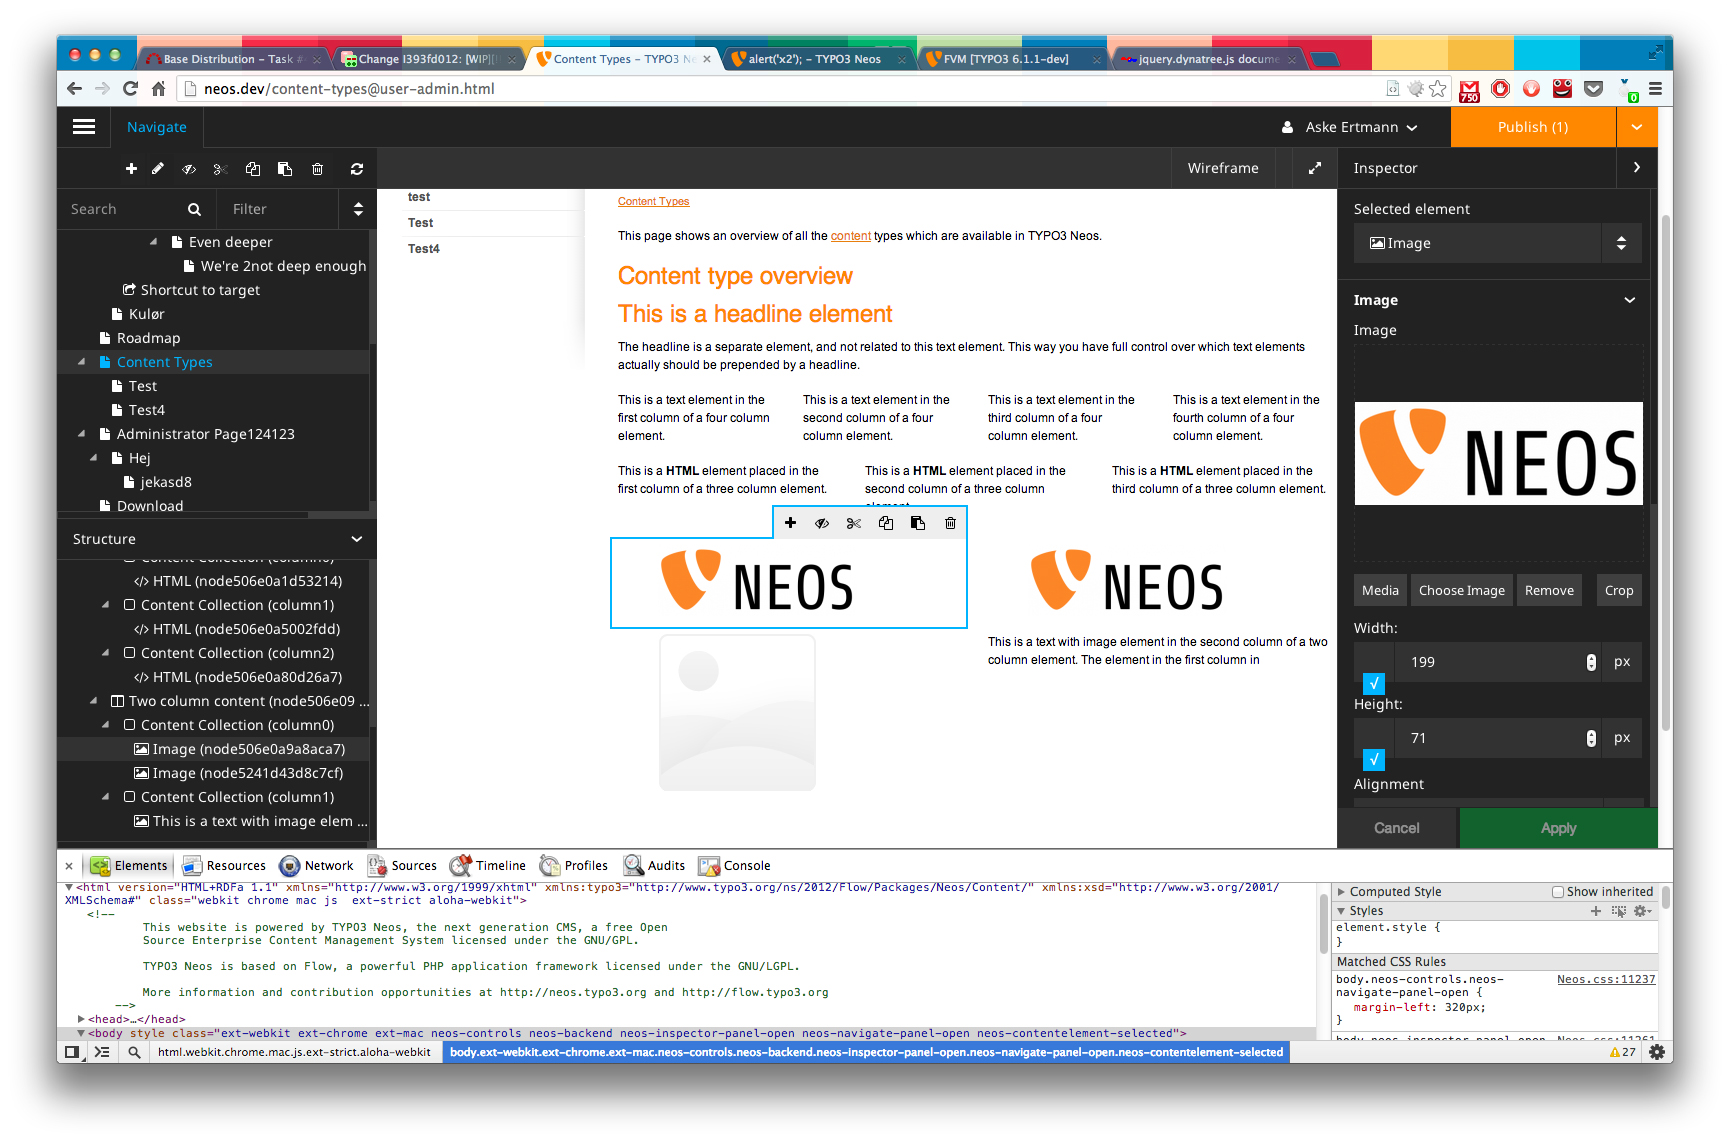 Base Distribution – Task #
Change I393fd012: [WIP][
Content Types – TYPO3 Ne
alert('x2'); – TYPO3 Neos
FVM [TYPO3 6.1.1-dev]
jquery.dynatree.js docume
neos.dev/content-types@user-admin.html
750
0
Navigate
Aske Ertmann
Publish (1)
Wireframe
Inspector
Search
Filter
Even deeper
We're 2not deep enough
Shortcut to target
Kulør
Roadmap
Content Types
Test
Test4
Administrator Page124123
Hej
jekasd8
Download
Structure
HTML (node506e0a1d53214)
Content Collection (column1)
HTML (node506e0a5002fdd)
Content Collection (column2)
HTML (node506e0a80d26a7)
Two column content (node506e09 ...
Content Collection (column0)
Image (node506e0a9a8aca7)
Image (node5241d43d8c7cf)
Content Collection (column1)
This is a text with image elem ...
test
Test
Test4
Content Types
This page shows an overview of all the content types which are available in TYPO3 Neos.
Content type overview
This is a headline element
The headline is a separate element, and not related to this text element. This way you have full control over which text elements
actually should be prepended by a headline.
This is a text element in the
first column of a four column
element.
This is a text element in the
second column of a four
column element.
This is a text element in the
third column of a four
column element.
This is a text element in the
fourth column of a four
column element.
This is a HTML element placed in the
first column of a three column element.
This is a HTML element placed in the
second column of a three column
This is a HTML element placed in the
third column of a three column element.
NEOS
NEOS
This is a text with image element in the second column of a two
column element. The element in the first column in
Selected element
Image
Image
Image
NEOS
Media
Choose Image
Remove
Crop
Width:
199
px
√
Height:
71
px
√
Alignment
Cancel
Apply
Elements
Resources
Network
Sources
Timeline
Profiles
Audits
Console
<html version="HTML+RDFa 1.1" xmlns="http://www.w3.org/1999/xhtml" xmlns:typo3="http://www.typo3.org/ns/2012/Flow/Packages/Neos/Content/" xmlns:xsd="http://www.w3.org/2001/
XMLSchema#" class="webkit chrome mac js  ext-strict aloha-webkit">
<!--
This website is powered by TYPO3 Neos, the next generation CMS, a free Open
Source Enterprise Content Management System licensed under the GNU/GPL.
TYPO3 Neos is based on Flow, a powerful PHP application framework licensed under the GNU/LGPL.
More information and contribution opportunities at http://neos.typo3.org and http://flow.typo3.org
-->
<head>…</head>
<body style class="ext-webkit ext-chrome ext-mac neos-controls neos-backend neos-inspector-panel-open neos-navigate-panel-open neos-contentelement-selected">
html.webkit.chrome.mac.js.ext-strict.aloha-webkit
body.ext-webkit.ext-chrome.ext-mac.neos-controls.neos-backend.neos-inspector-panel-open.neos-navigate-panel-open.neos-contentelement-selected
Computed Style
Show inherited
Styles
element.style {
}
Matched CSS Rules
body.neos-controls.neos-
navigate-panel-open {
Neos.css:11237
margin-left: 320px;
}
27